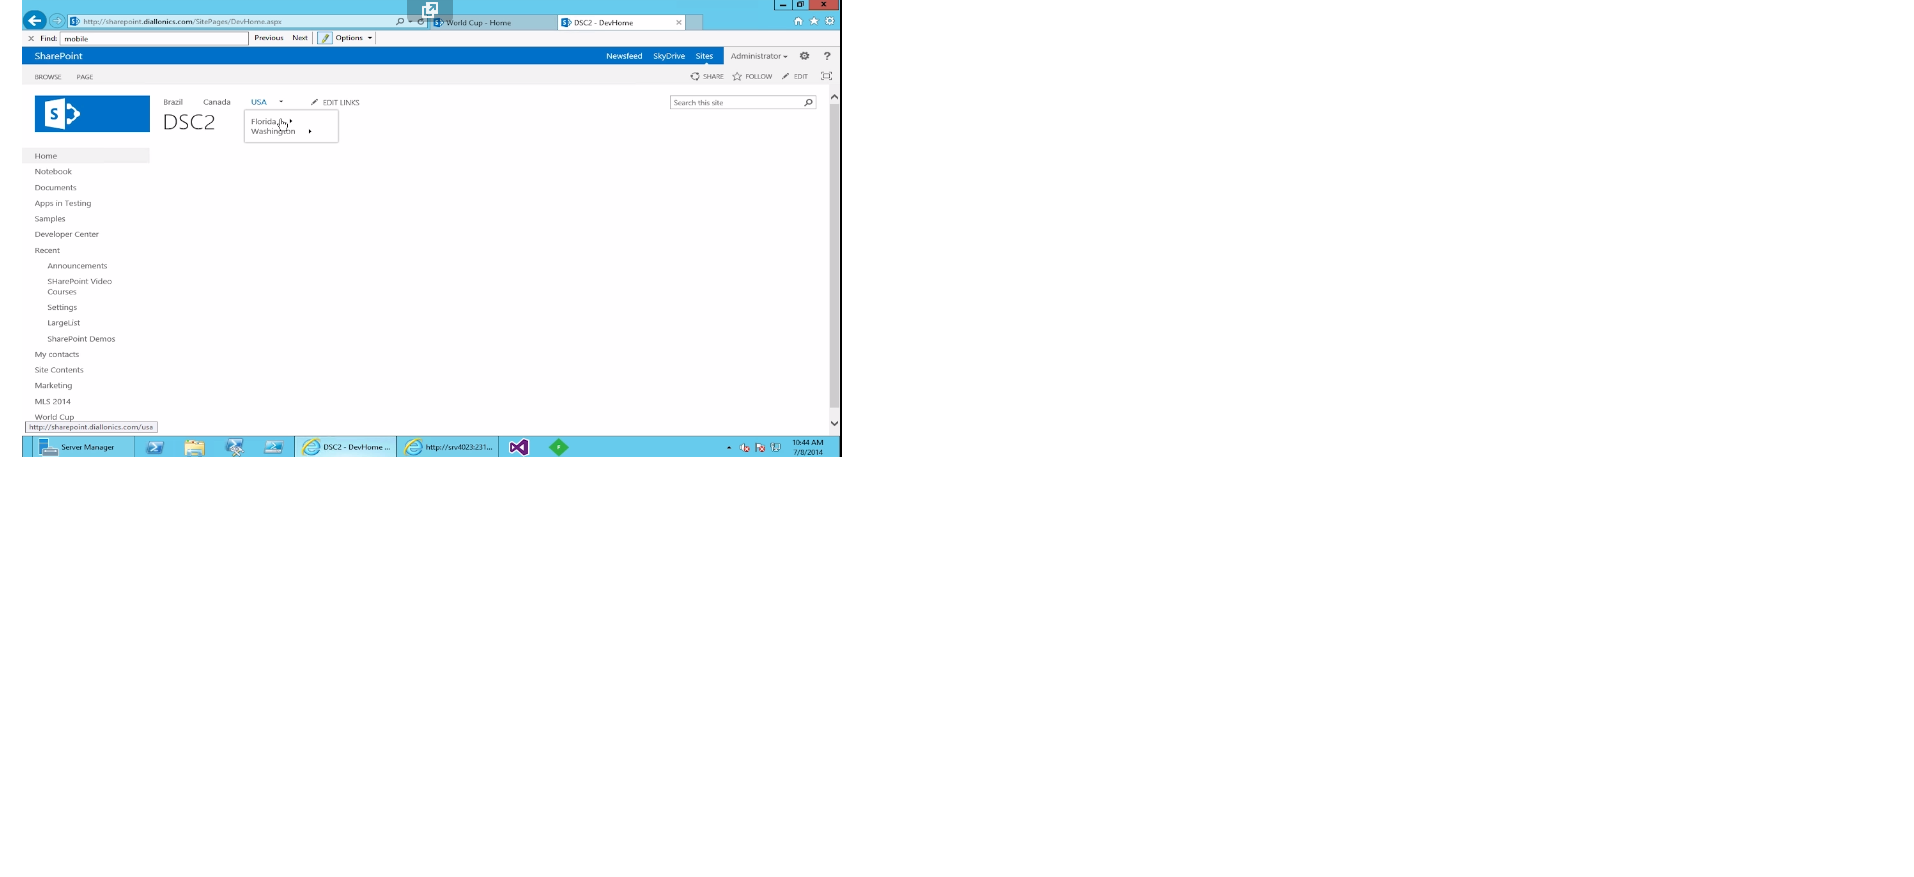 http://sharepoint.diallonics.com/SitePages/DevHome.aspx
World Cup - Home
DSC2 - DevHome
Find: mobile Previous Next Options
SharePoint
Newsfeed SkyDrive Sites Administrator ?
BROWSE PAGE
SHARE FOLLOW EDIT
S
Brazil Canada USA EDIT LINKS
Search this site
DSC2
Florida
Washington
Home
Notebook
Documents
Apps in Testing
Samples
Developer Center
Recent
Announcements
SHarePoint Video
Courses
Settings
LargeList
SharePoint Demos
My contacts
Site Contents
Marketing
MLS 2014
World Cup
http://sharepoint.diallonics.com/usa
Server Manager
DSC2 - DevHome ...
http://srv4023:231...
10:44 AM
7/8/2014